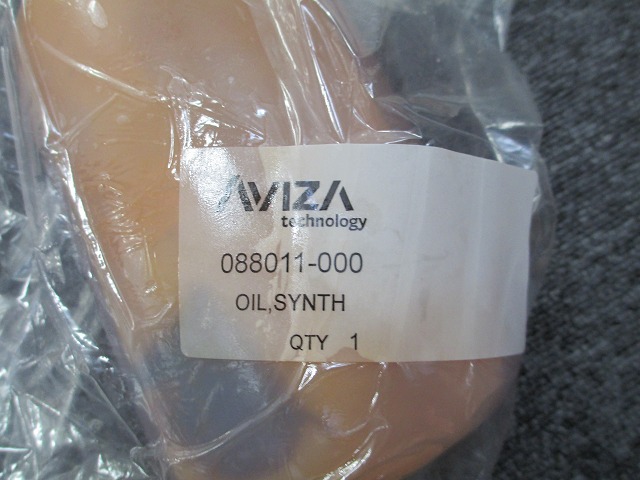 AVIZA
technology
088011-000
OIL,SYNTH
QTY 1